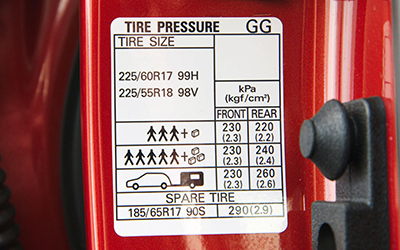 TIRE PRESSURE GG
TIRE SIZE
225/60R17 99H
225/55R18 98V
kPa
(kgf/cm²)
FRONT REAR
+ 230 220
(2.3) (2.2)
+ 230 240
(2.3) (2.4)
230 260
(2.3) (2.6)
SPARE TIRE
185/65R17 90S 290(2.9)